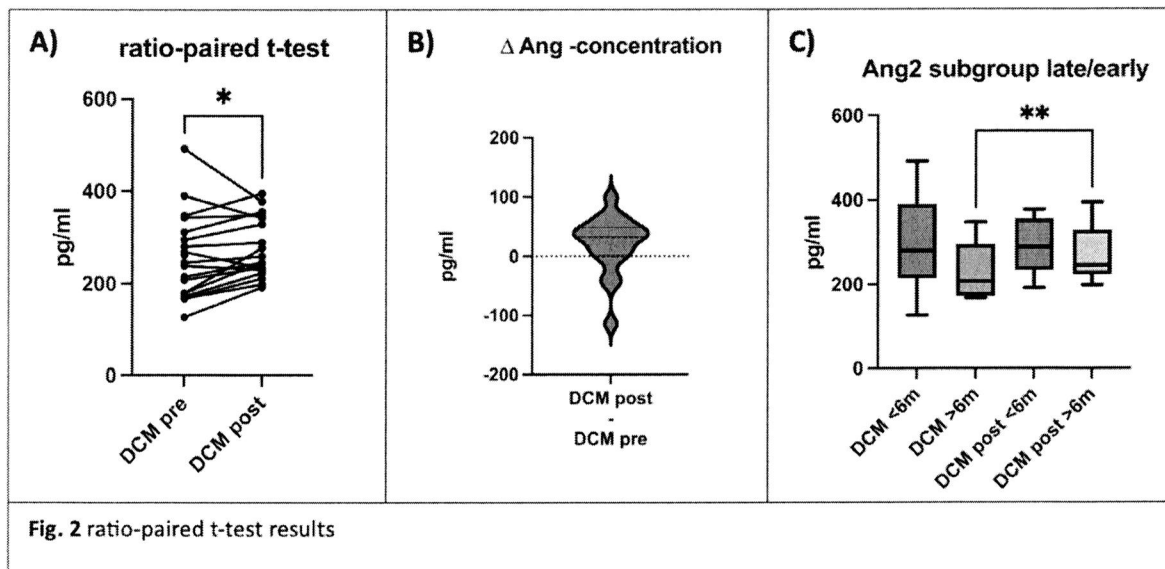 A)
ratio-paired t-test
*
pg/ml
600
400
200
0
DCM pre
DCM post
B)
Δ Ang -concentration
pg/ml
200
100
0
-100
-200
DCM post
-
DCM pre
C)
Ang2 subgroup late/early
**
pg/ml
600
400
200
0
DCM <6m
DCM >6m
DCM post <6m
DCM post >6m
Fig. 2 ratio-paired t-test results